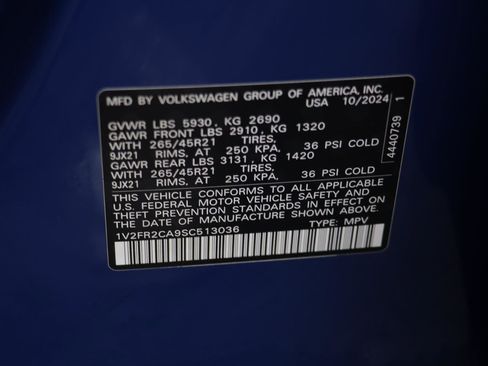 MFD BY VOLKSWAGEN GROUP OF AMERICA, INC.
USA 10/2024
GVWR LBS 5930, KG 2690
GAWR FRONT LBS 2910, KG 1320
WITH 265/45R21 TIRES,
9JX21 RIMS, AT 250 KPA. 36 PSI COLD
GAWR REAR LBS 3131, KG 1420
WITH 265/45R21 TIRES,
9JX21 RIMS, AT 250 KPA. 36 PSI COLD
THIS VEHICLE CONFORMS TO ALL APPLICABLE
U.S. FEDERAL MOTOR VEHICLE SAFETY AND
THEFT PREVENTION STANDARDS IN EFFECT ON
THE DATE OF MANUFACTURE SHOWN ABOVE.
1V2FR2CA9SC513036 TYPE: MPV
4440739 1